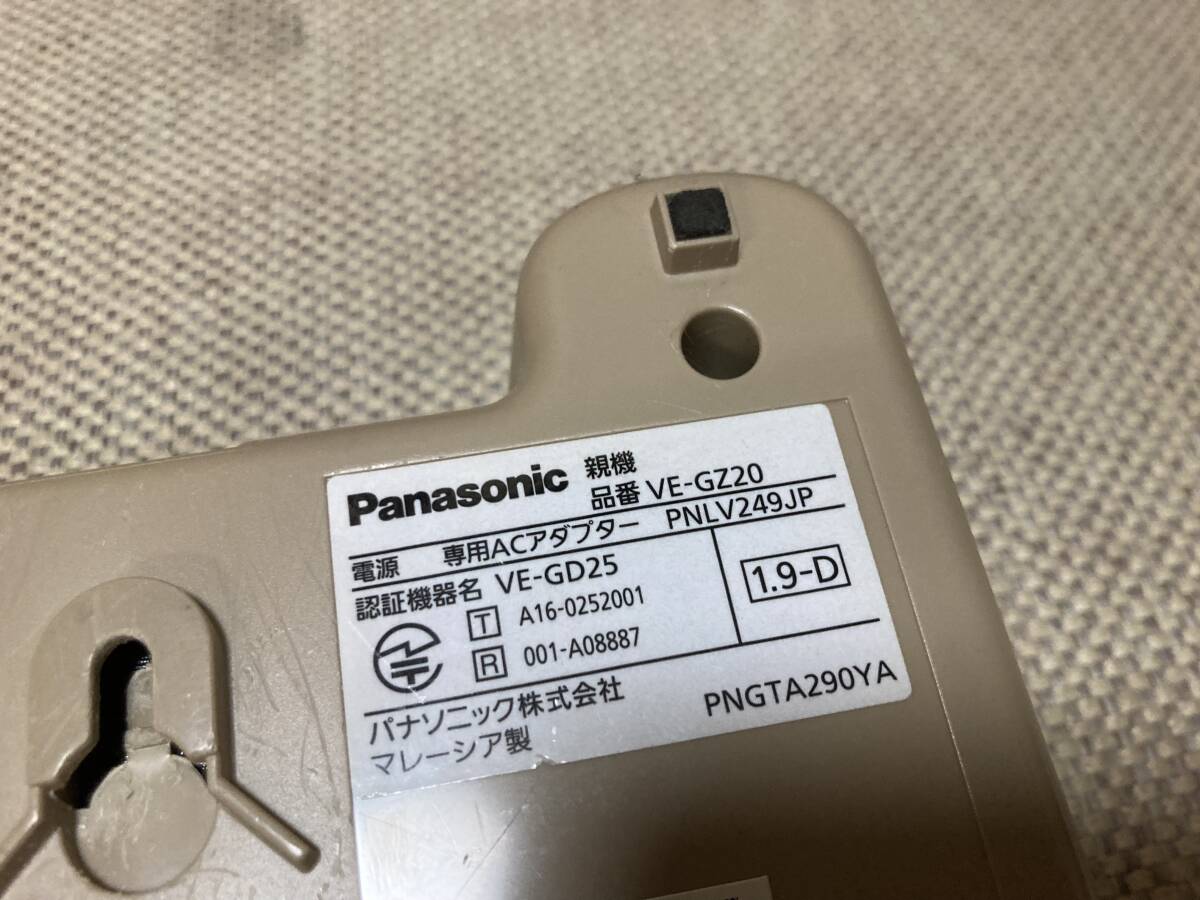 Panasonic 親機
品番 VE-GZ20
電源 専用ACアダプター PNLV249JP
認証機器名 VE-GD25
T A16-0252001
R 001-A08887
1.9-D
パナソニック株式会社
マレーシア製
PNGTA290YA